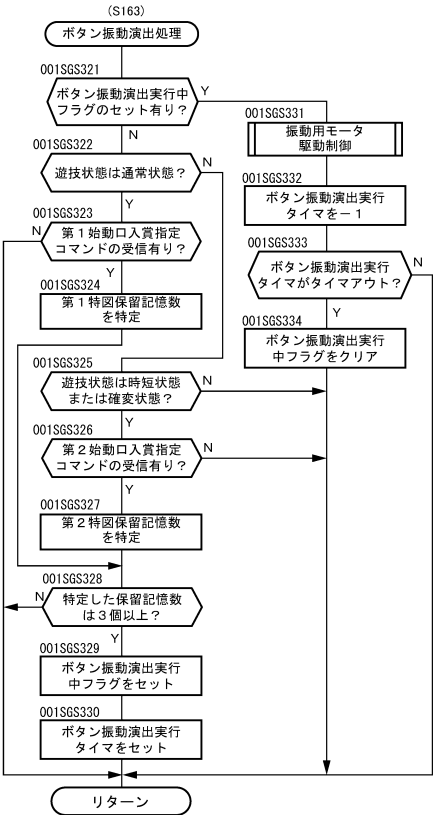 (S163)
ボタン振動演出処理
001SGS321
ボタン振動演出実行中
フラグのセット有り?
Y
N
001SGS322
遊技状態は通常状態?
N
Y
001SGS323
N
第1始動口入賞指定
コマンドの受信有り?
Y
001SGS324
第1特図保留記憶数
を特定
001SGS325
遊技状態は時短状態
または確変状態?
N
Y
001SGS326
第2始動口入賞指定
コマンドの受信有り?
N
Y
001SGS327
第2特図保留記憶数
を特定
001SGS328
N
特定した保留記憶数
は3個以上?
Y
001SGS329
ボタン振動演出実行
中フラグをセット
001SGS330
ボタン振動演出実行
タイマをセット
リターン
001SGS331
振動用モータ
駆動制御
001SGS332
ボタン振動演出実行
タイマを-1
001SGS333
ボタン振動演出実行
タイマがタイムアウト?
N
Y
001SGS334
ボタン振動演出実行
中フラグをクリア